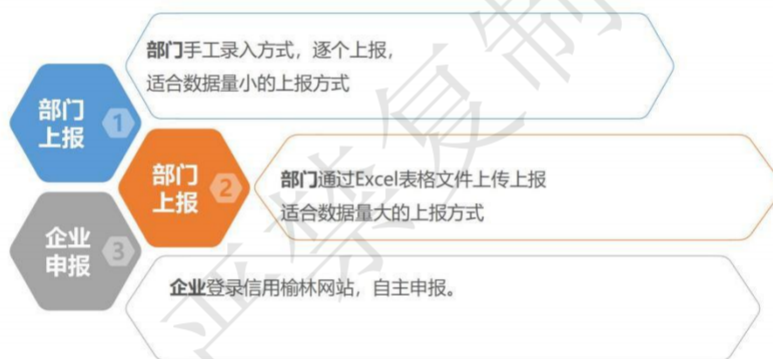 部门手工录入方式，逐个上报，
适合数据量小的上报方式
部门
上报
1
部门
上报
2
部门通过Excel表格文件上传上报
适合数据量大的上报方式
企业
申报
3
企业登录信用榆林网站，自主申报。
严禁复制